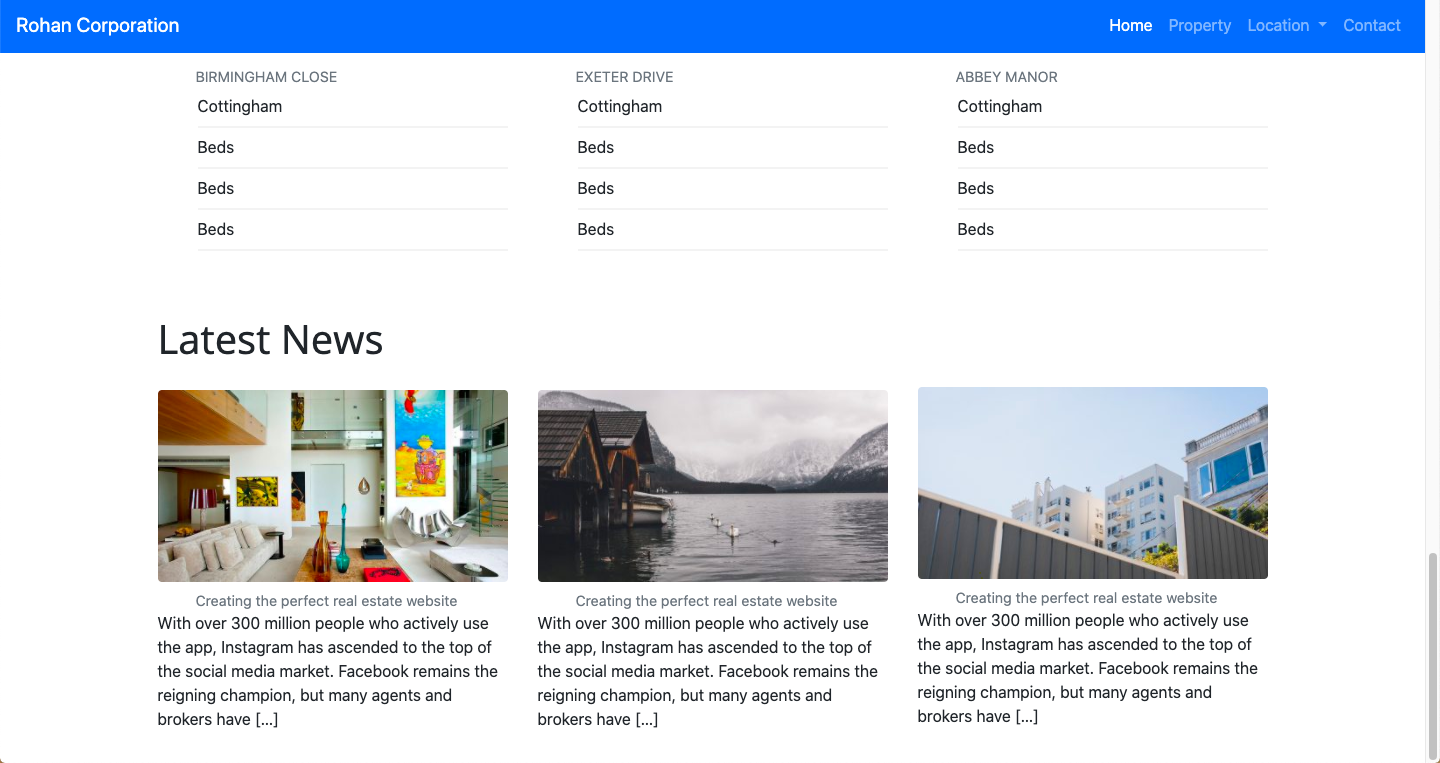 Rohan Corporation
Home Property Location Contact
BIRMINGHAM CLOSE
Cottingham
Beds
Beds
Beds
EXETER DRIVE
Cottingham
Beds
Beds
Beds
ABBEY MANOR
Cottingham
Beds
Beds
Beds
Latest News
Creating the perfect real estate website
With over 300 million people who actively use
the app, Instagram has ascended to the top of
the social media market. Facebook remains the
reigning champion, but many agents and
brokers have [...]
Creating the perfect real estate website
With over 300 million people who actively use
the app, Instagram has ascended to the top of
the social media market. Facebook remains the
reigning champion, but many agents and
brokers have [...]
Creating the perfect real estate website
With over 300 million people who actively use
the app, Instagram has ascended to the top of
the social media market. Facebook remains the
reigning champion, but many agents and
brokers have [...]